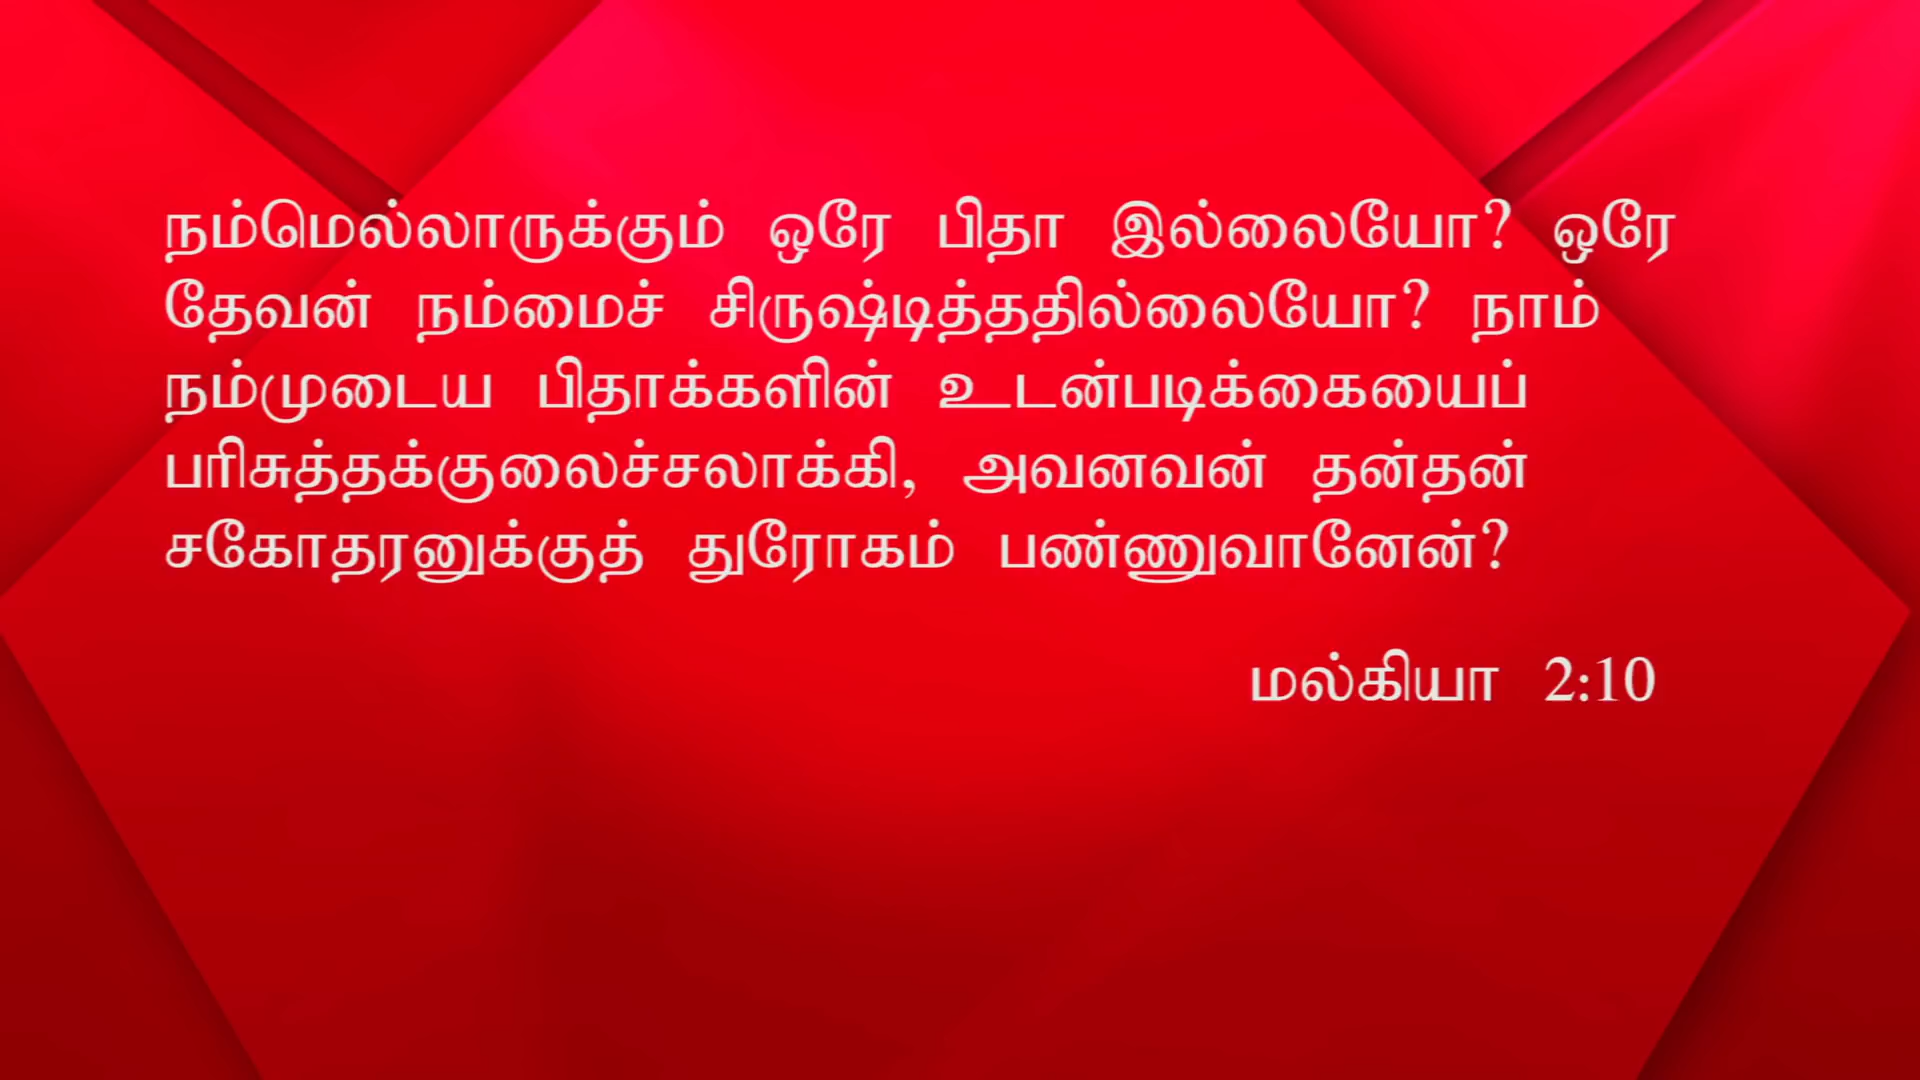 நம்மெல்லாருக்கும் ஒரே பிதா இல்லையோ? ஒரே
தேவன் நம்மைச் சிருஷ்டித்ததில்லையோ? நாம்
நம்முடைய பிதாக்களின் உடன்படிக்கையைப்
பரிசுத்தக்குலைச்சலாக்கி, அவனவன் தன்தன்
சகோதரனுக்குத் துரோகம் பண்ணுவானேன்?
மல்கியா 2:10